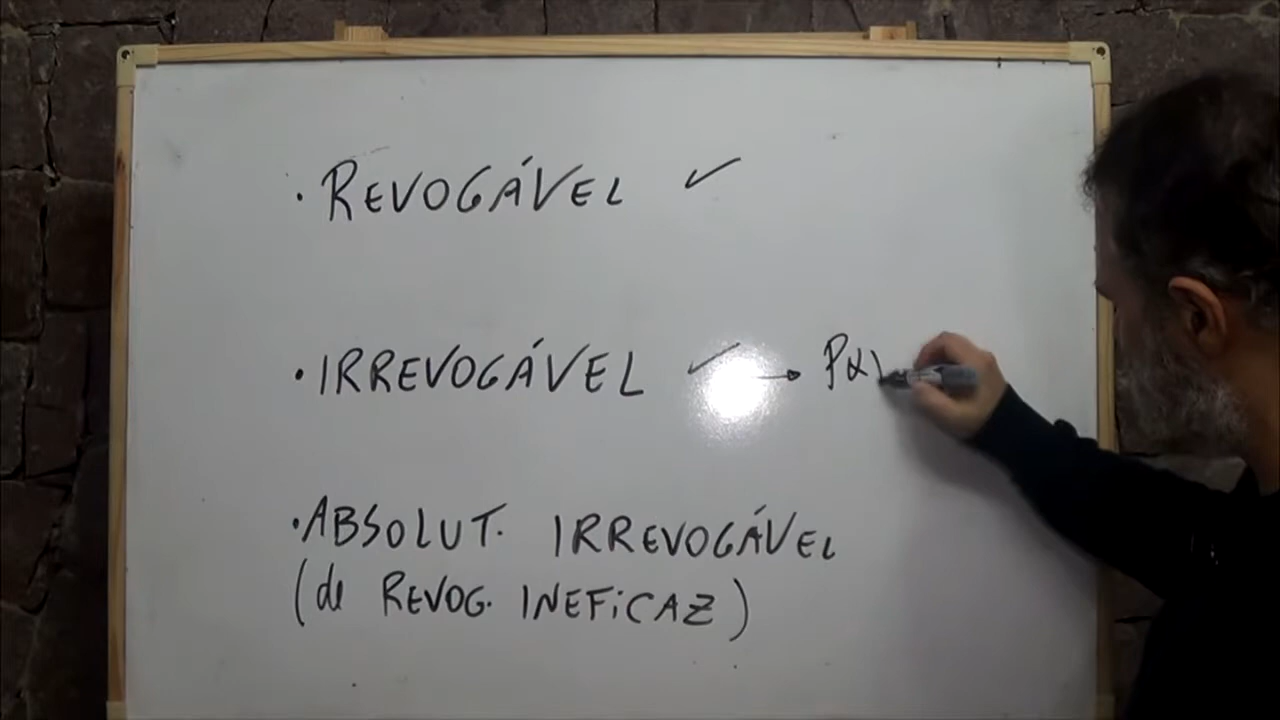 · REVOGÁVEL ✓
· IRREVOGÁVEL ✓ →
· ABSOLUT. IRREVOGÁVEL
(de REVOG. INEFICAZ)